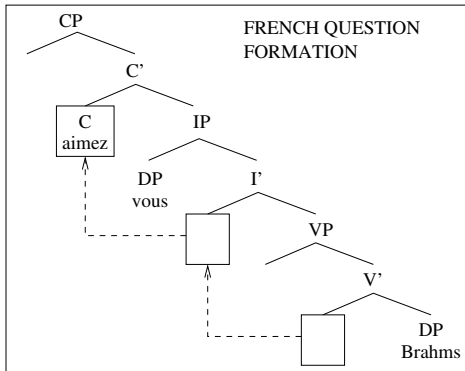 FRENCH QUESTION
FORMATION
CP
C’
C
aimez
IP
DP
vous
I’
VP
V’
DP
Brahms